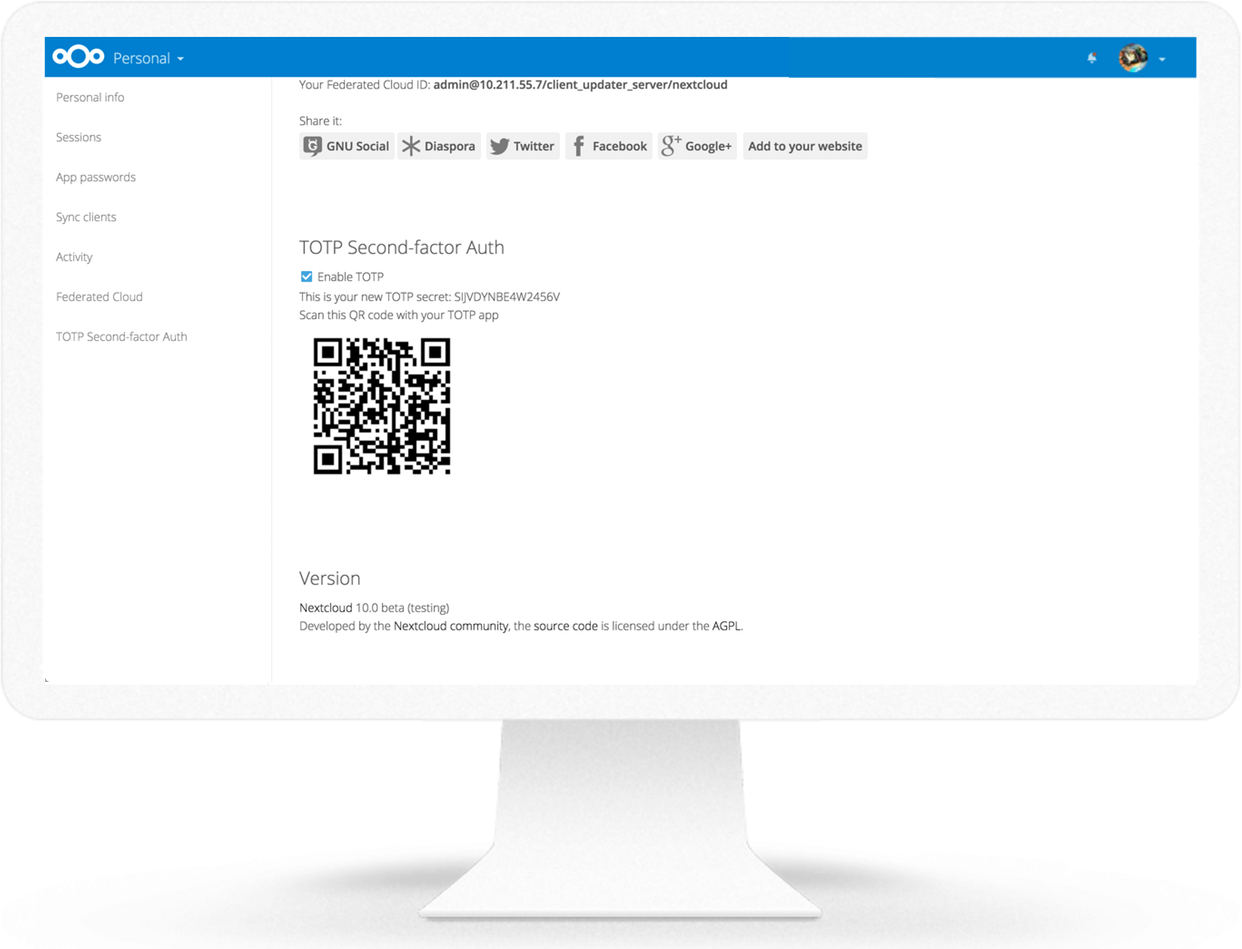 Personal
Personal info
Sessions
App passwords
Sync clients
Activity
Federated Cloud
TOTP Second-factor Auth
Your Federated Cloud ID: admin@10.211.55.7/client_updater_server/nextcloud
Share it:
GNU Social Diaspora Twitter Facebook g+ Google+ Add to your website
TOTP Second-factor Auth
Enable TOTP
This is your new TOTP secret: SIJVDYNBE4W2456V
Scan this QR code with your TOTP app
Version
Nextcloud 10.0 beta (testing)
Developed by the Nextcloud community, the source code is licensed under the AGPL.